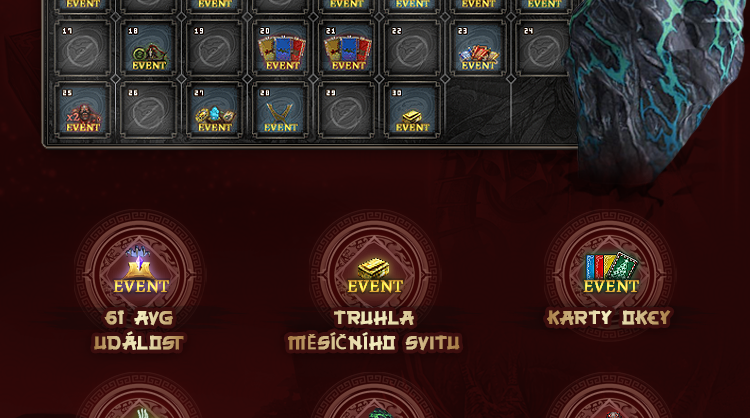 EVENT EVENT EVENT EVENT EVENT
17 18 19 20 21 22 23 24
EVENT EVENT EVENT EVENT
25 26 27 28 29 30
x2 EVENT EVENT EVENT EVENT
EVENT EVENT EVENT
61 AVG TRUHLA KARTY OKEY
UDÁLOST MĚSÍČNÍHO SVITU